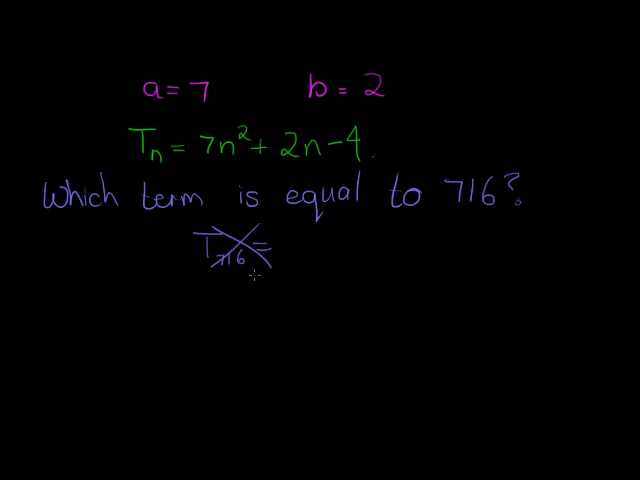 a = 7 b = 2
Tₙ = 7n² + 2n - 4.
Which term is equal to 716?
T₇₁₆ =